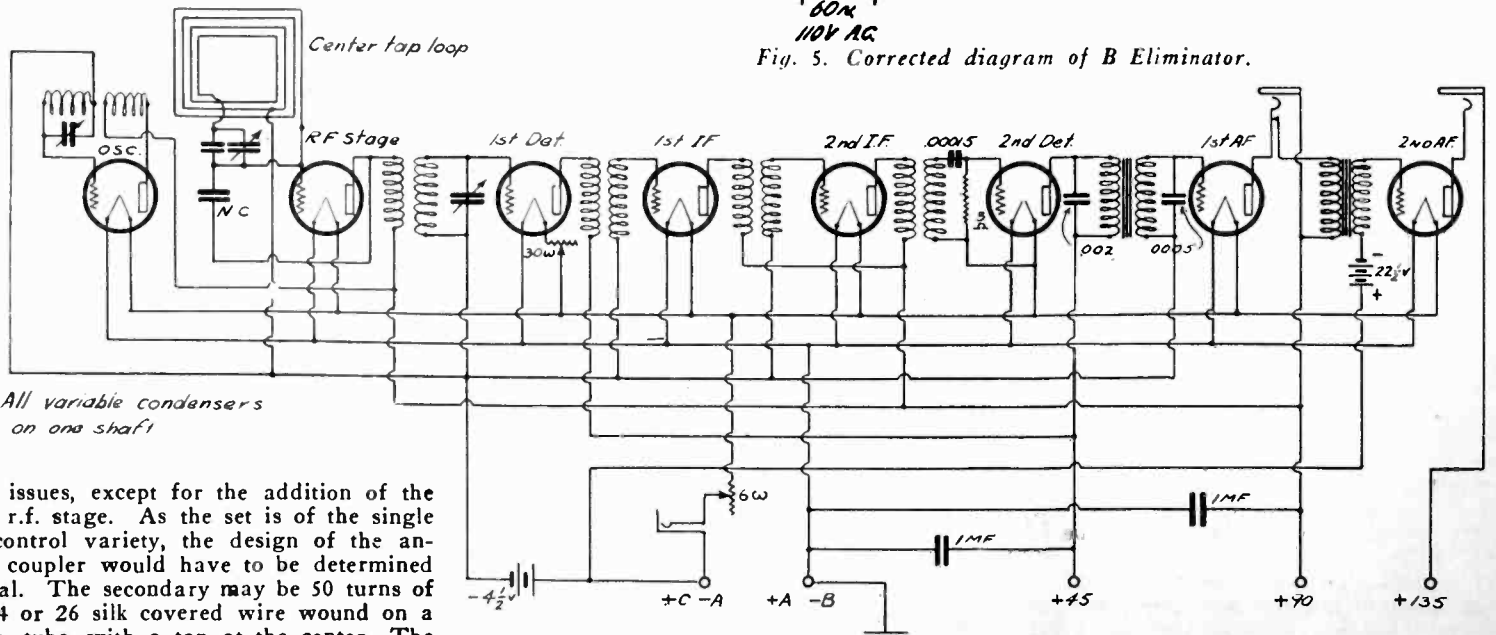 60~
110V AC
Fig. 5. Corrected diagram of B Eliminator.
Center tap loop
OSC.
RF Stage
1st Det.
1st IF
2nd I.F.
.00015
2nd Det.
1st AF
2ND AF.
NC
30ω
3
Ω
.002
.0005
-
22½v
+
-
All variable condensers
on one shaft
6ω
1MF
1MF
-4½v
+C -A
+A -B
+45
+90
+135
issues, except for the addition of the
r.f. stage. As the set is of the single
control variety, the design of the an-
coupler would have to be determined
al. The secondary may be 50 turns of
4 or 26 silk covered wire wound on a
tube with a tap at the center. The